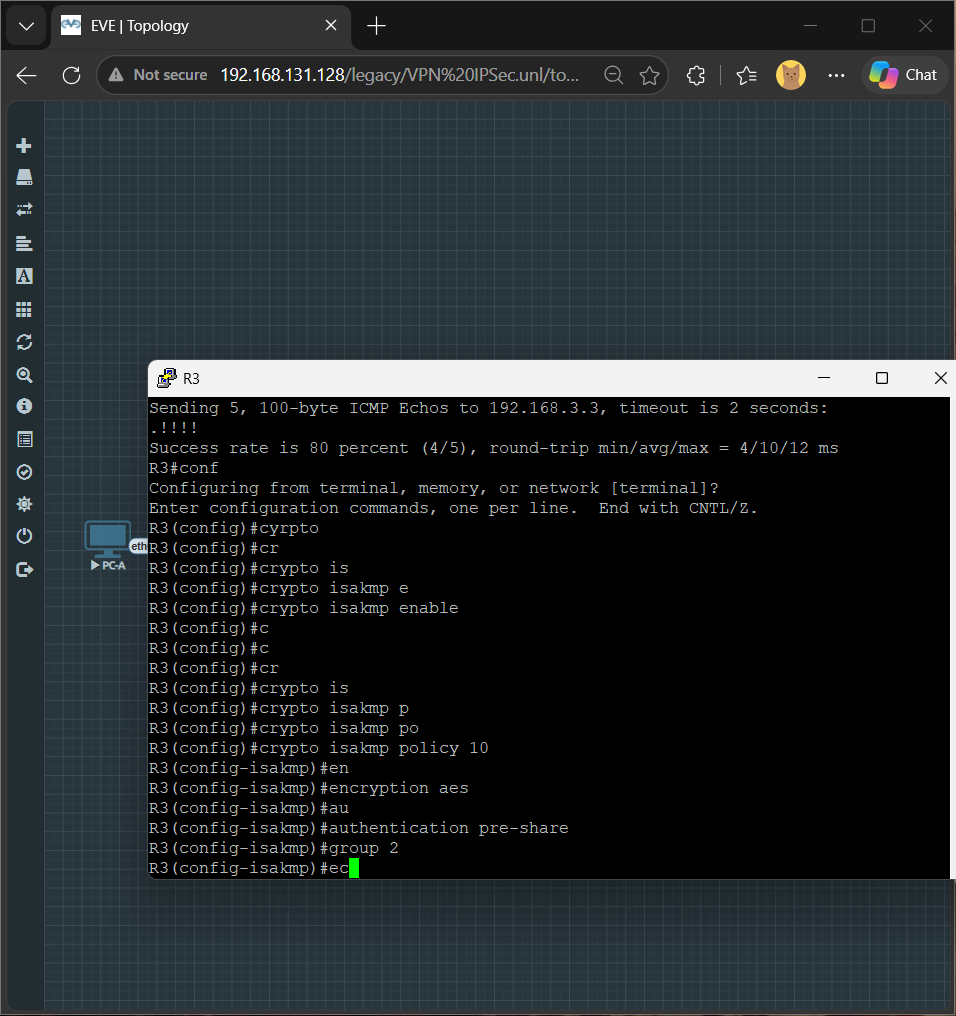 EVE | Topology
Not secure 192.168.131.128/legacy/VPN%20IPSec.unl/to...
Chat
A
R3
Sending 5, 100-byte ICMP Echos to 192.168.3.3, timeout is 2 seconds:
.!!!!
Success rate is 80 percent (4/5), round-trip min/avg/max = 4/10/12 ms
R3#conf
Configuring from terminal, memory, or network [terminal]?
Enter configuration commands, one per line.  End with CNTL/Z.
R3(config)#cyrpto
R3(config)#cr
R3(config)#crypto is
R3(config)#crypto isakmp e
R3(config)#crypto isakmp enable
R3(config)#c
R3(config)#c
R3(config)#cr
R3(config)#crypto is
R3(config)#crypto isakmp p
R3(config)#crypto isakmp po
R3(config)#crypto isakmp policy 10
R3(config-isakmp)#en
R3(config-isakmp)#encryption aes
R3(config-isakmp)#au
R3(config-isakmp)#authentication pre-share
R3(config-isakmp)#group 2
R3(config-isakmp)#ec
eth
PC-A